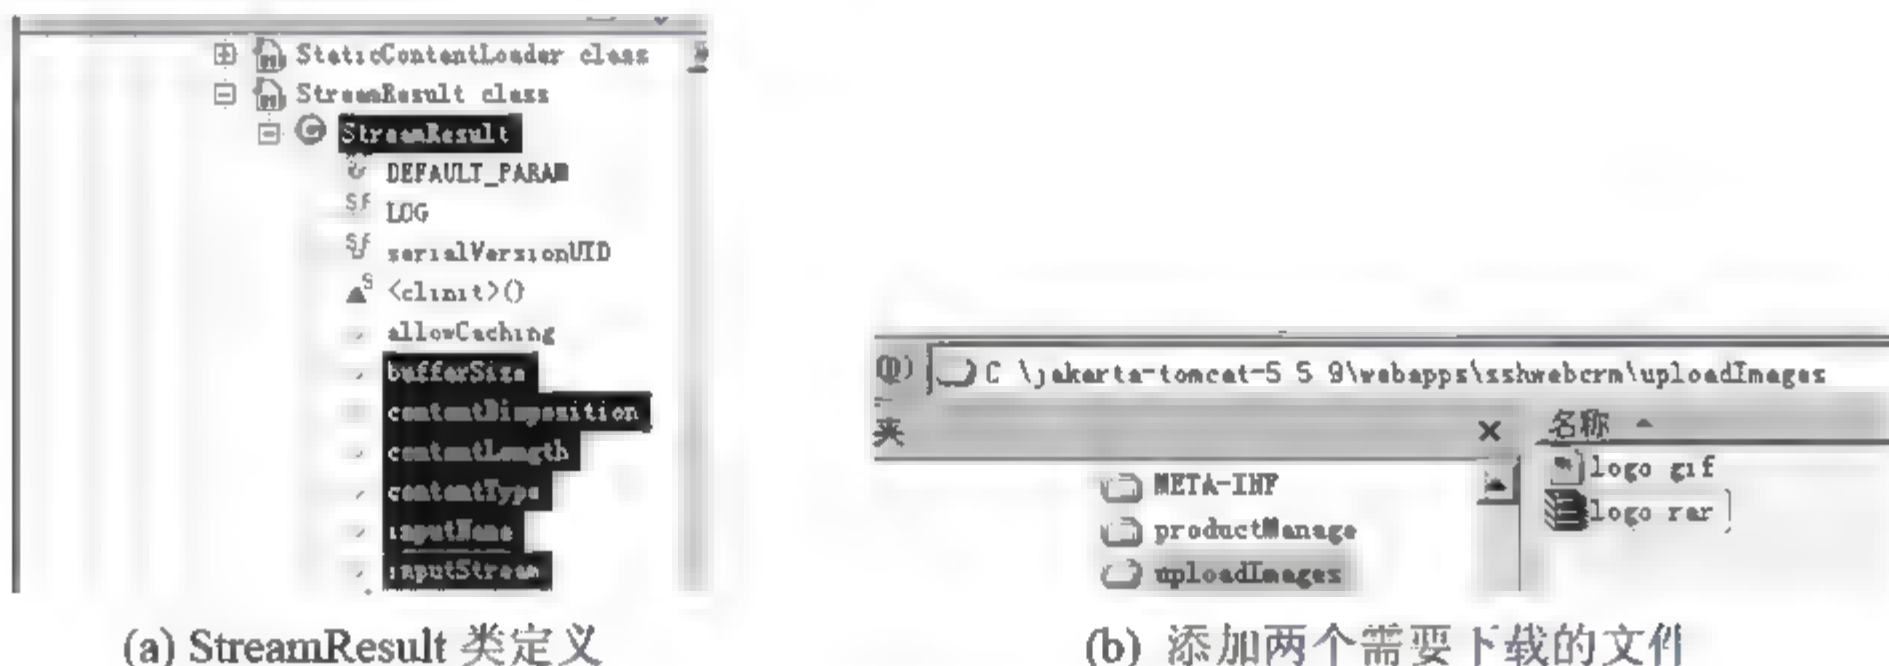 StaticContentLoader class
StreamResult class
StreamResult
DEFAULT_PARAM
LOG
serialVersionUID
<clinit>()
allowCaching
bufferSize
contentDisposition
contentLength
contentType
inputName
inputStream
(a) StreamResult 类定义
(D) C \jakarta-tomcat-5 5 9\webapps\sshwebcrm\uploadImages
夹
名称
META-INF
productManage
uploadImages
logo gif
logo rar
(b) 添加两个需要下载的文件